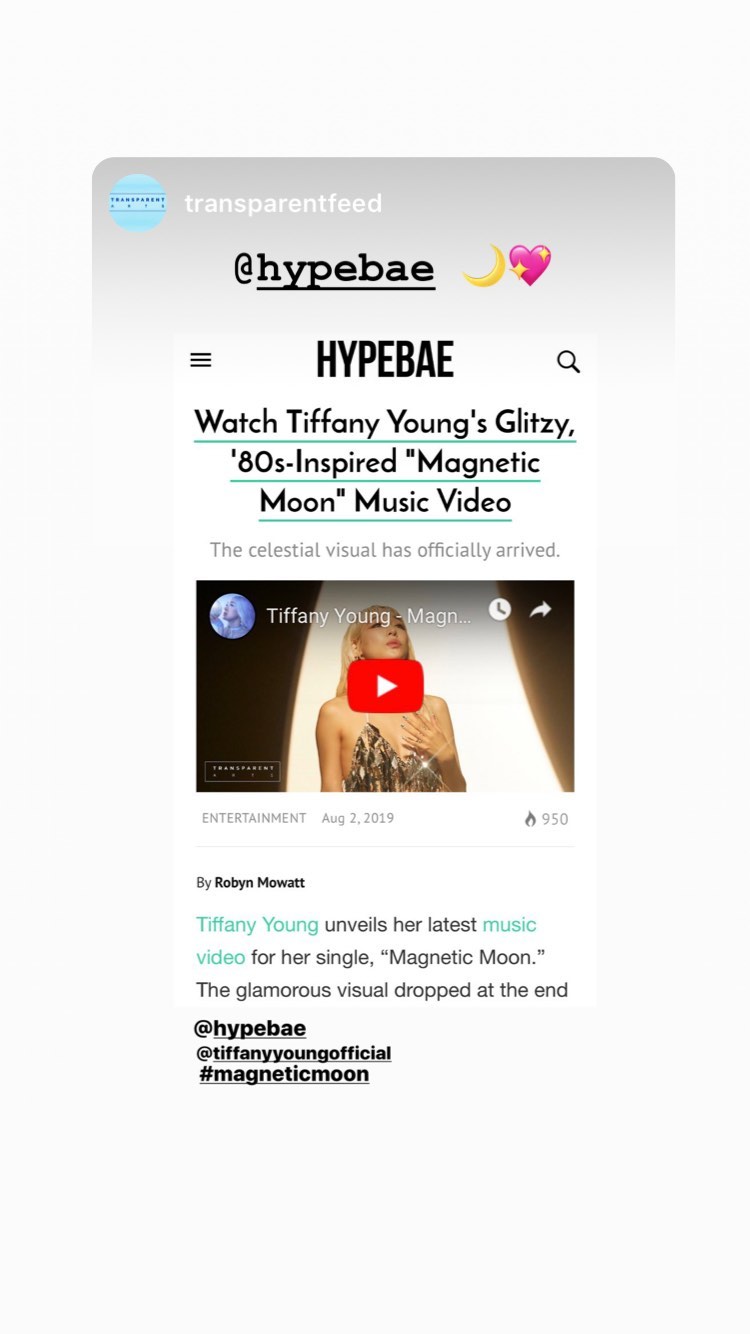 TRANSPARENT
ARTS
transparentfeed
@hypebae 🌙💖
HYPEBAE
Watch Tiffany Young's Glitzy,
'80s-Inspired "Magnetic
Moon" Music Video
The celestial visual has officially arrived.
Tiffany Young - Magn...
TRANSPARENT
ARTS
ENTERTAINMENT Aug 2, 2019 950
By Robyn Mowatt
Tiffany Young unveils her latest music
video for her single, “Magnetic Moon.”
The glamorous visual dropped at the end
@hypebae
@tiffanyyoungofficial
#magneticmoon